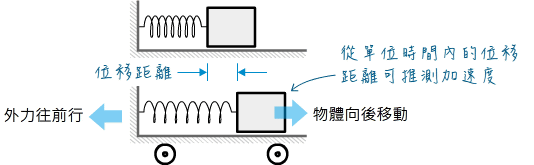 位移距離
從單位時間內的位移
距離可推測加速度
外力往前行
物體向後移動